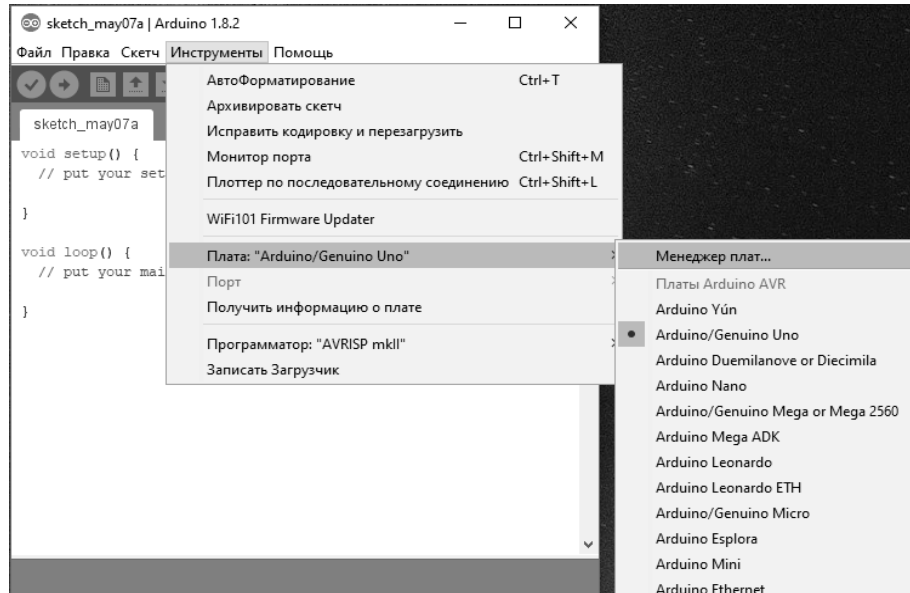 sketch_may07a | Arduino 1.8.2
Файл Правка Скетч Инструменты Помощь
sketch_may07a
void setup() {
// put your set
}
void loop() {
// put your mai
}
АвтоФорматирование Ctrl+T
Архивировать скетч
Исправить кодировку и перезагрузить
Монитор порта Ctrl+Shift+M
Плоттер по последовательному соединению Ctrl+Shift+L
WiFi101 Firmware Updater
Плата: "Arduino/Genuino Uno"
Порт
Получить информацию о плате
Программатор: "AVRISP mkII"
Записать Загрузчик
Менеджер плат...
Платы Arduino AVR
Arduino Yún
Arduino/Genuino Uno
Arduino Duemilanove or Diecimila
Arduino Nano
Arduino/Genuino Mega or Mega 2560
Arduino Mega ADK
Arduino Leonardo
Arduino Leonardo ETH
Arduino/Genuino Micro
Arduino Esplora
Arduino Mini
Arduino Ethernet